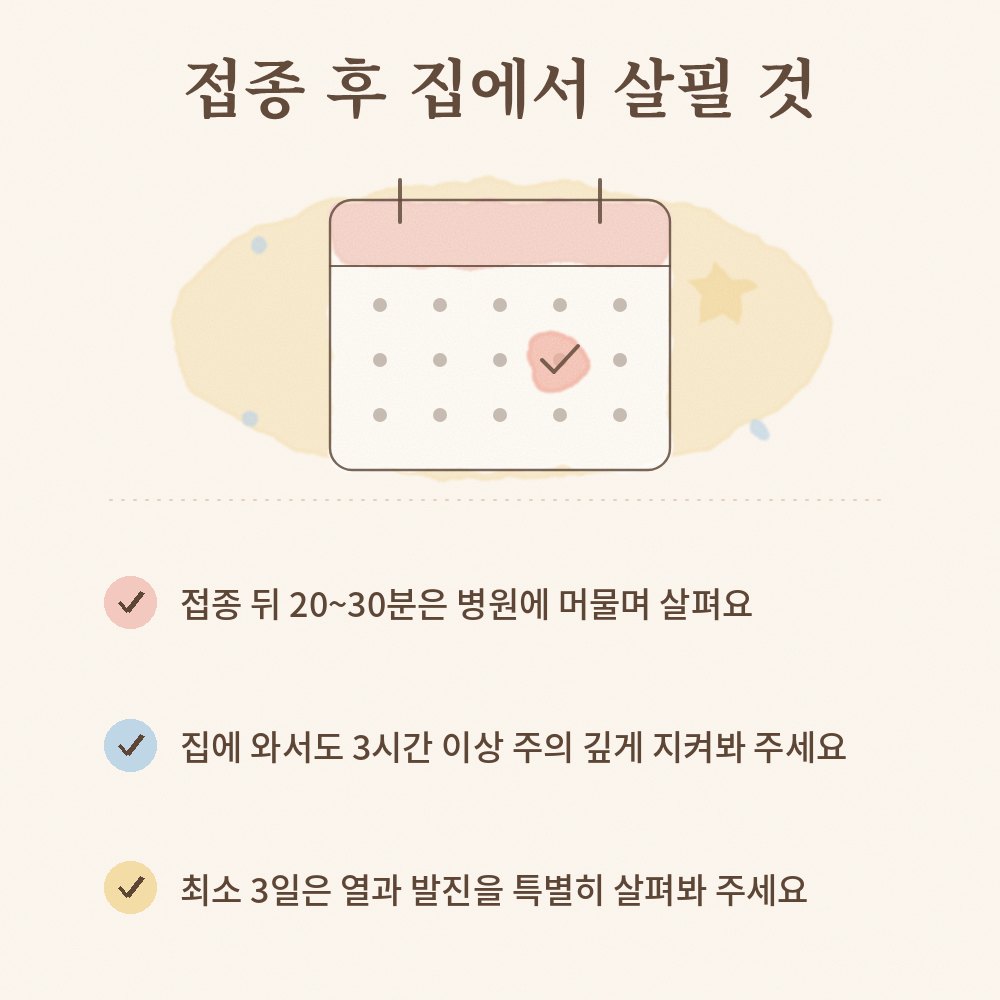 접종 후 집에서 살필 것
접종 뒤 20~30분은 병원에 머물며 살펴요
집에 와서도 3시간 이상 주의 깊게 지켜봐 주세요
최소 3일은 열과 발진을 특별히 살펴봐 주세요